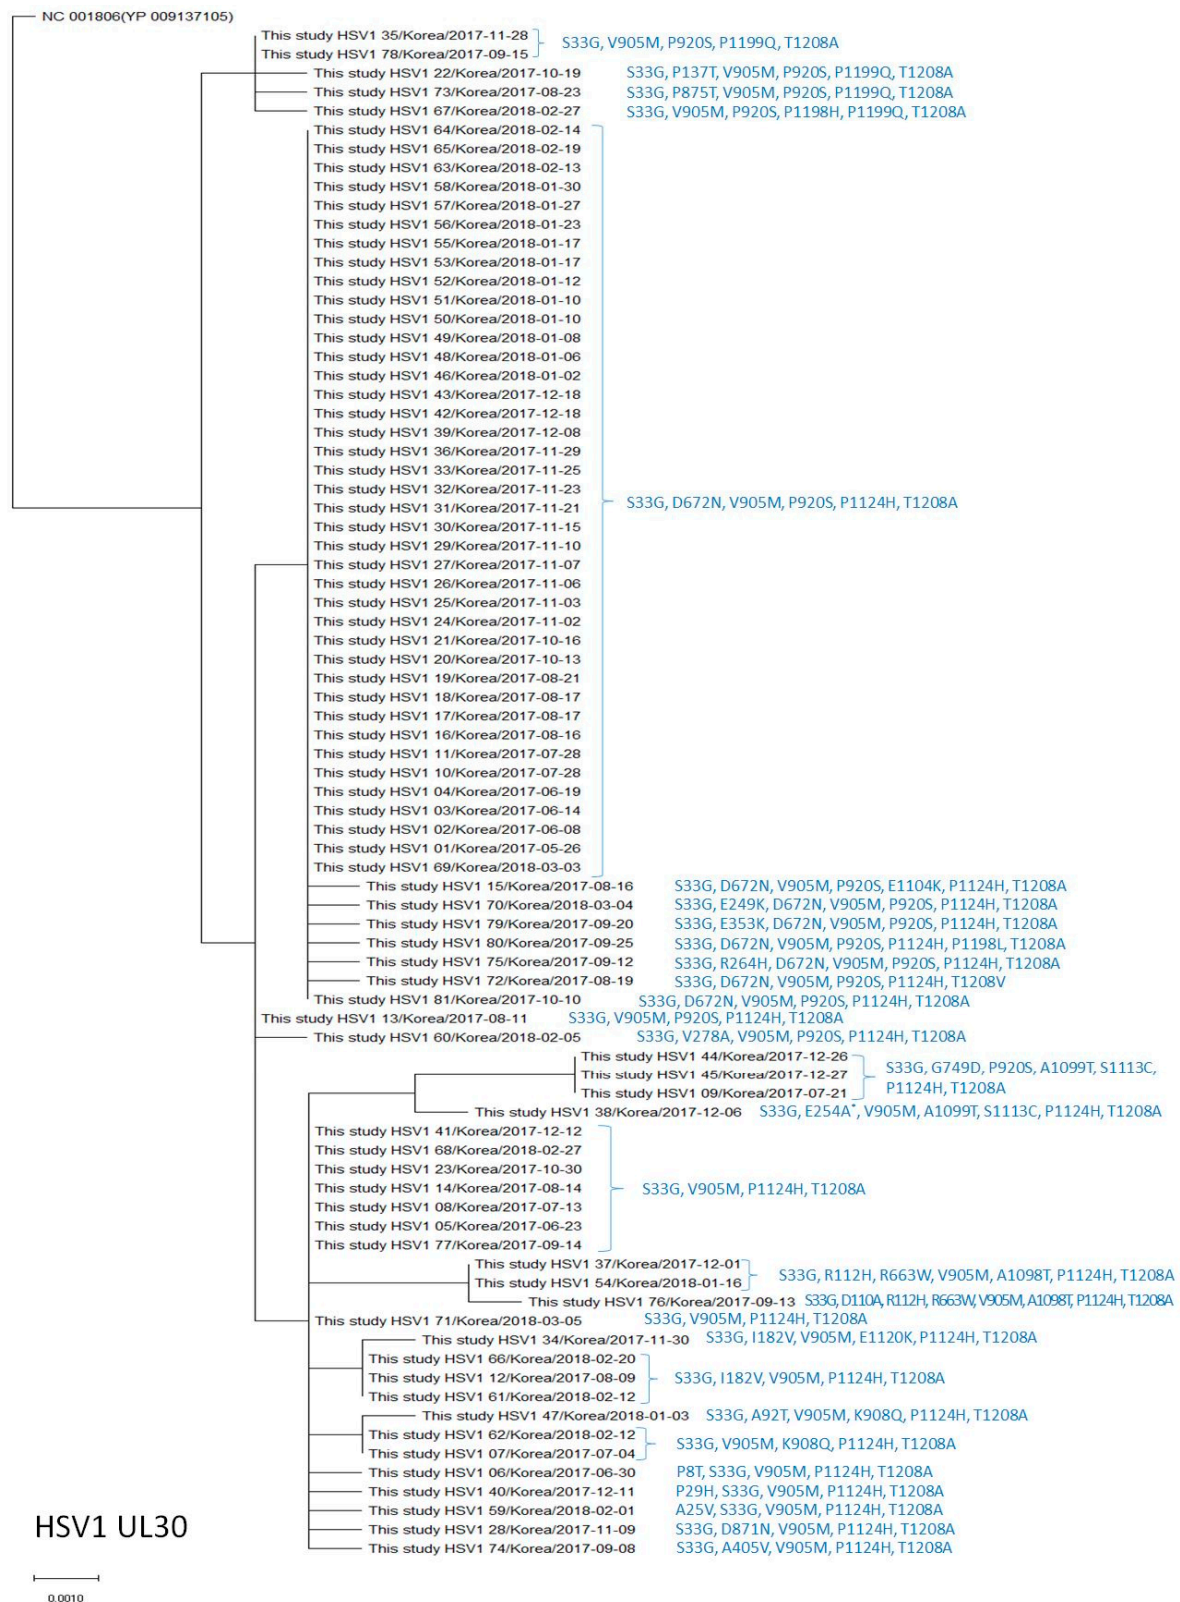 NC 001806(YP 009137105)
This study HSV1 35/Korea/2017-11-28
This study HSV1 78/Korea/2017-09-15
S33G, V905M, P920S, P1199Q, T1208A
This study HSV1 22/Korea/2017-10-19 S33G, P137T, V905M, P920S, P1199Q, T1208A
This study HSV1 73/Korea/2017-08-23 S33G, P875T, V905M, P920S, P1199Q, T1208A
This study HSV1 67/Korea/2018-02-27 S33G, V905M, P920S, P1198H, P1199Q, T1208A
This study HSV1 64/Korea/2018-02-14
This study HSV1 65/Korea/2018-02-19
This study HSV1 63/Korea/2018-02-13
This study HSV1 58/Korea/2018-01-30
This study HSV1 57/Korea/2018-01-27
This study HSV1 56/Korea/2018-01-23
This study HSV1 55/Korea/2018-01-17
This study HSV1 53/Korea/2018-01-17
This study HSV1 52/Korea/2018-01-12
This study HSV1 51/Korea/2018-01-10
This study HSV1 50/Korea/2018-01-10
This study HSV1 49/Korea/2018-01-08
This study HSV1 48/Korea/2018-01-06
This study HSV1 46/Korea/2018-01-02
This study HSV1 43/Korea/2017-12-18
This study HSV1 42/Korea/2017-12-18
This study HSV1 39/Korea/2017-12-08
This study HSV1 36/Korea/2017-11-29
This study HSV1 33/Korea/2017-11-25
This study HSV1 32/Korea/2017-11-23
This study HSV1 31/Korea/2017-11-21
This study HSV1 30/Korea/2017-11-15
This study HSV1 29/Korea/2017-11-10
This study HSV1 27/Korea/2017-11-07
This study HSV1 26/Korea/2017-11-06
This study HSV1 25/Korea/2017-11-03
This study HSV1 24/Korea/2017-11-02
This study HSV1 21/Korea/2017-10-16
This study HSV1 20/Korea/2017-10-13
This study HSV1 19/Korea/2017-08-21
This study HSV1 18/Korea/2017-08-17
This study HSV1 17/Korea/2017-08-17
This study HSV1 16/Korea/2017-08-16
This study HSV1 11/Korea/2017-07-28
This study HSV1 10/Korea/2017-07-28
This study HSV1 04/Korea/2017-06-19
This study HSV1 03/Korea/2017-06-14
This study HSV1 02/Korea/2017-06-08
This study HSV1 01/Korea/2017-05-26
This study HSV1 69/Korea/2018-03-03
S33G, D672N, V905M, P920S, P1124H, T1208A
This study HSV1 15/Korea/2017-08-16 S33G, D672N, V905M, P920S, E1104K, P1124H, T1208A
This study HSV1 70/Korea/2018-03-04 S33G, E249K, D672N, V905M, P920S, P1124H, T1208A
This study HSV1 79/Korea/2017-09-20 S33G, E353K, D672N, V905M, P920S, P1124H, T1208A
This study HSV1 80/Korea/2017-09-25 S33G, D672N, V905M, P920S, P1124H, P1198L, T1208A
This study HSV1 75/Korea/2017-09-12 S33G, R264H, D672N, V905M, P920S, P1124H, T1208A
This study HSV1 72/Korea/2017-08-19 S33G, D672N, V905M, P920S, P1124H, T1208V
This study HSV1 81/Korea/2017-10-10 S33G, D672N, V905M, P920S, P1124H, T1208A
This study HSV1 13/Korea/2017-08-11 S33G, V905M, P920S, P1124H, T1208A
This study HSV1 60/Korea/2018-02-05 S33G, V278A, V905M, P920S, P1124H, T1208A
This study HSV1 44/Korea/2017-12-26
This study HSV1 45/Korea/2017-12-27
This study HSV1 09/Korea/2017-07-21
S33G, G749D, P920S, A1099T, S1113C,
P1124H, T1208A
This study HSV1 38/Korea/2017-12-06 S33G, E254A*, V905M, A1099T, S1113C, P1124H, T1208A
This study HSV1 41/Korea/2017-12-12
This study HSV1 68/Korea/2018-02-27
This study HSV1 23/Korea/2017-10-30
This study HSV1 14/Korea/2017-08-14
This study HSV1 08/Korea/2017-07-13
This study HSV1 05/Korea/2017-06-23
This study HSV1 77/Korea/2017-09-14
S33G, V905M, P1124H, T1208A
This study HSV1 37/Korea/2017-12-01
This study HSV1 54/Korea/2018-01-16
S33G, R112H, R663W, V905M, A1098T, P1124H, T1208A
This study HSV1 76/Korea/2017-09-13 S33G, D110A, R112H, R663W, V905M, A1098T, P1124H, T1208A
This study HSV1 71/Korea/2018-03-05 S33G, V905M, P1124H, T1208A
This study HSV1 34/Korea/2017-11-30 S33G, I182V, V905M, E1120K, P1124H, T1208A
This study HSV1 66/Korea/2018-02-20
This study HSV1 12/Korea/2017-08-09
This study HSV1 61/Korea/2018-02-12
S33G, I182V, V905M, P1124H, T1208A
This study HSV1 47/Korea/2018-01-03 S33G, A92T, V905M, K908Q, P1124H, T1208A
This study HSV1 62/Korea/2018-02-12
This study HSV1 07/Korea/2017-07-04
S33G, V905M, K908Q, P1124H, T1208A
This study HSV1 06/Korea/2017-06-30 P8T, S33G, V905M, P1124H, T1208A
This study HSV1 40/Korea/2017-12-11 P29H, S33G, V905M, P1124H, T1208A
This study HSV1 59/Korea/2018-02-01 A25V, S33G, V905M, P1124H, T1208A
This study HSV1 28/Korea/2017-11-09 S33G, D871N, V905M, P1124H, T1208A
This study HSV1 74/Korea/2017-09-08 S33G, A405V, V905M, P1124H, T1208A
HSV1 UL30
0.0010